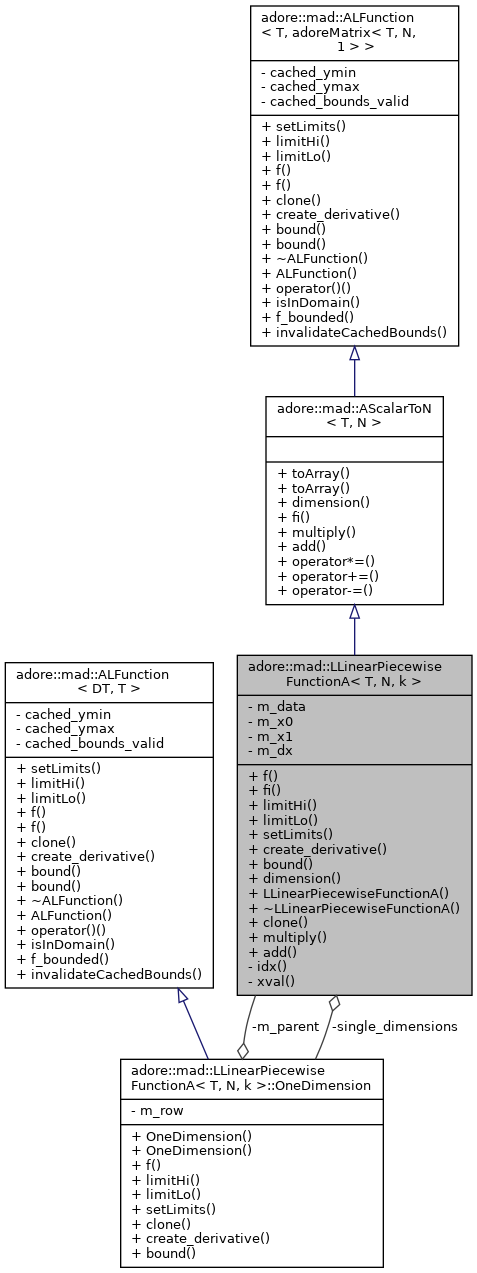 adore::mad::ALFunction
< T, adoreMatrix< T, N,
1 > >
- cached_ymin
- cached_ymax
- cached_bounds_valid
+ setLimits()
+ limitHi()
+ limitLo()
+ f()
+ f()
+ clone()
+ create_derivative()
+ bound()
+ bound()
+ ~ALFunction()
+ ALFunction()
+ operator()()
+ isInDomain()
+ f_bounded()
+ invalidateCachedBounds()
adore::mad::AScalarToN
< T, N >
+ toArray()
+ toArray()
+ dimension()
+ fi()
+ multiply()
+ add()
+ operator*=()
+ operator+=()
+ operator-=()
adore::mad::ALFunction
< DT, T >
- cached_ymin
- cached_ymax
- cached_bounds_valid
+ setLimits()
+ limitHi()
+ limitLo()
+ f()
+ f()
+ clone()
+ create_derivative()
+ bound()
+ bound()
+ ~ALFunction()
+ ALFunction()
+ operator()()
+ isInDomain()
+ f_bounded()
+ invalidateCachedBounds()
adore::mad::LLinearPiecewise
FunctionA< T, N, k >
- m_data
- m_x0
- m_x1
- m_dx
+ f()
+ fi()
+ limitHi()
+ limitLo()
+ setLimits()
+ create_derivative()
+ bound()
+ dimension()
+ LLinearPiecewiseFunctionA()
+ ~LLinearPiecewiseFunctionA()
+ clone()
+ multiply()
+ add()
- idx()
- xval()
-m_parent
-single_dimensions
adore::mad::LLinearPiecewise
FunctionA< T, N, k >::OneDimension
- m_row
+ OneDimension()
+ OneDimension()
+ f()
+ limitHi()
+ limitLo()
+ setLimits()
+ clone()
+ create_derivative()
+ bound()